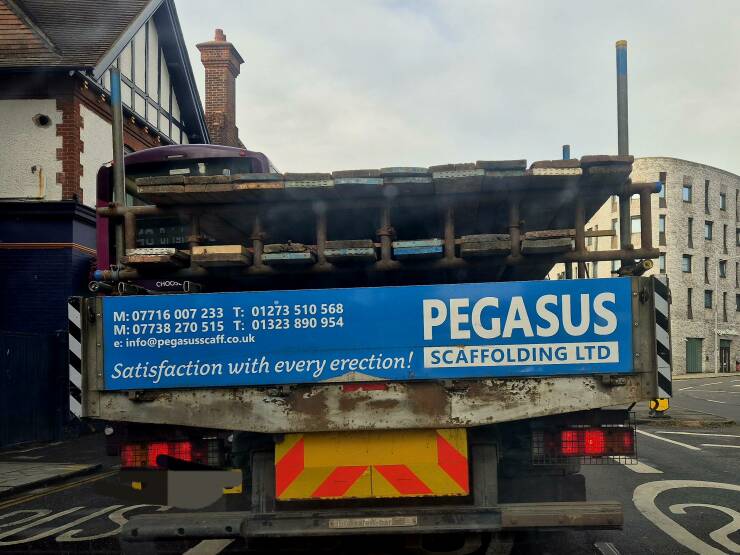 M: 07716 007 233 T: 01273 510 568
M: 07738 270 515 T: 01323 890 954
e: info@pegasusscaff.co.uk
Satisfaction with every erection!
PEGASUS
SCAFFOLDING LTD